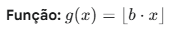 Função: g(x) = ⌊b · x⌋